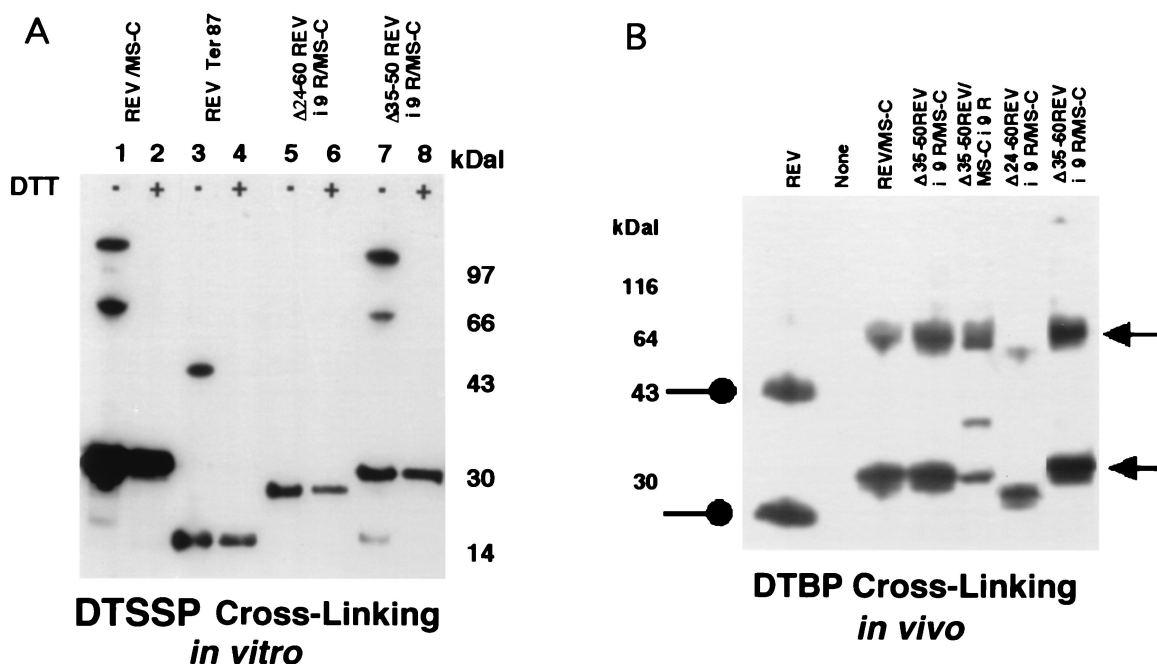 A
REV /MS-C
REV Ter 87
Δ24-60 REV
i 9 R/MS-C
Δ35-50 REV
i 9 R/MS-C
1 2 3 4 5 6 7 8 kDal
DTT - + - + - + - +
97
66
43
30
14
DTSSP Cross-Linking
in vitro
B
REV
None
REV/MS-C
Δ35-50REV
i 9 R/MS-C
Δ35-50REV/
MS-C i 9 R
Δ24-60REV
i 9 R/MS-C
Δ35-60REV
i 9 R/MS-C
kDal
116
64
43
30
DTBP Cross-Linking
in vivo